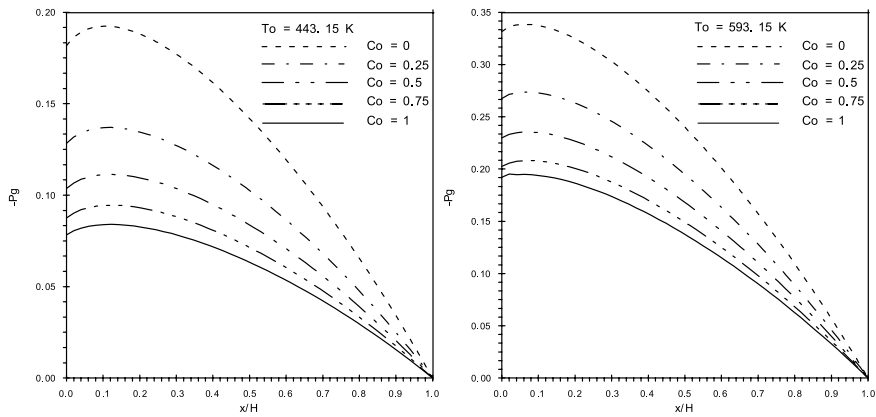 To = 443. 15 K
Co = 0
Co = 0.25
Co = 0.5
Co = 0.75
Co = 1
0.20
0.15
0.10
0.05
0.00
-Pg
0.0 0.1 0.2 0.3 0.4 0.5 0.6 0.7 0.8 0.9 1.0
x/H
To = 593.15 K
Co = 0
Co = 0.25
Co = 0.5
Co = 0.75
Co = 1
0.35
0.30
0.25
0.20
0.15
0.10
0.05
0.00
-Pg
0.0 0.1 0.2 0.3 0.4 0.5 0.6 0.7 0.8 0.9 1.0
x/H